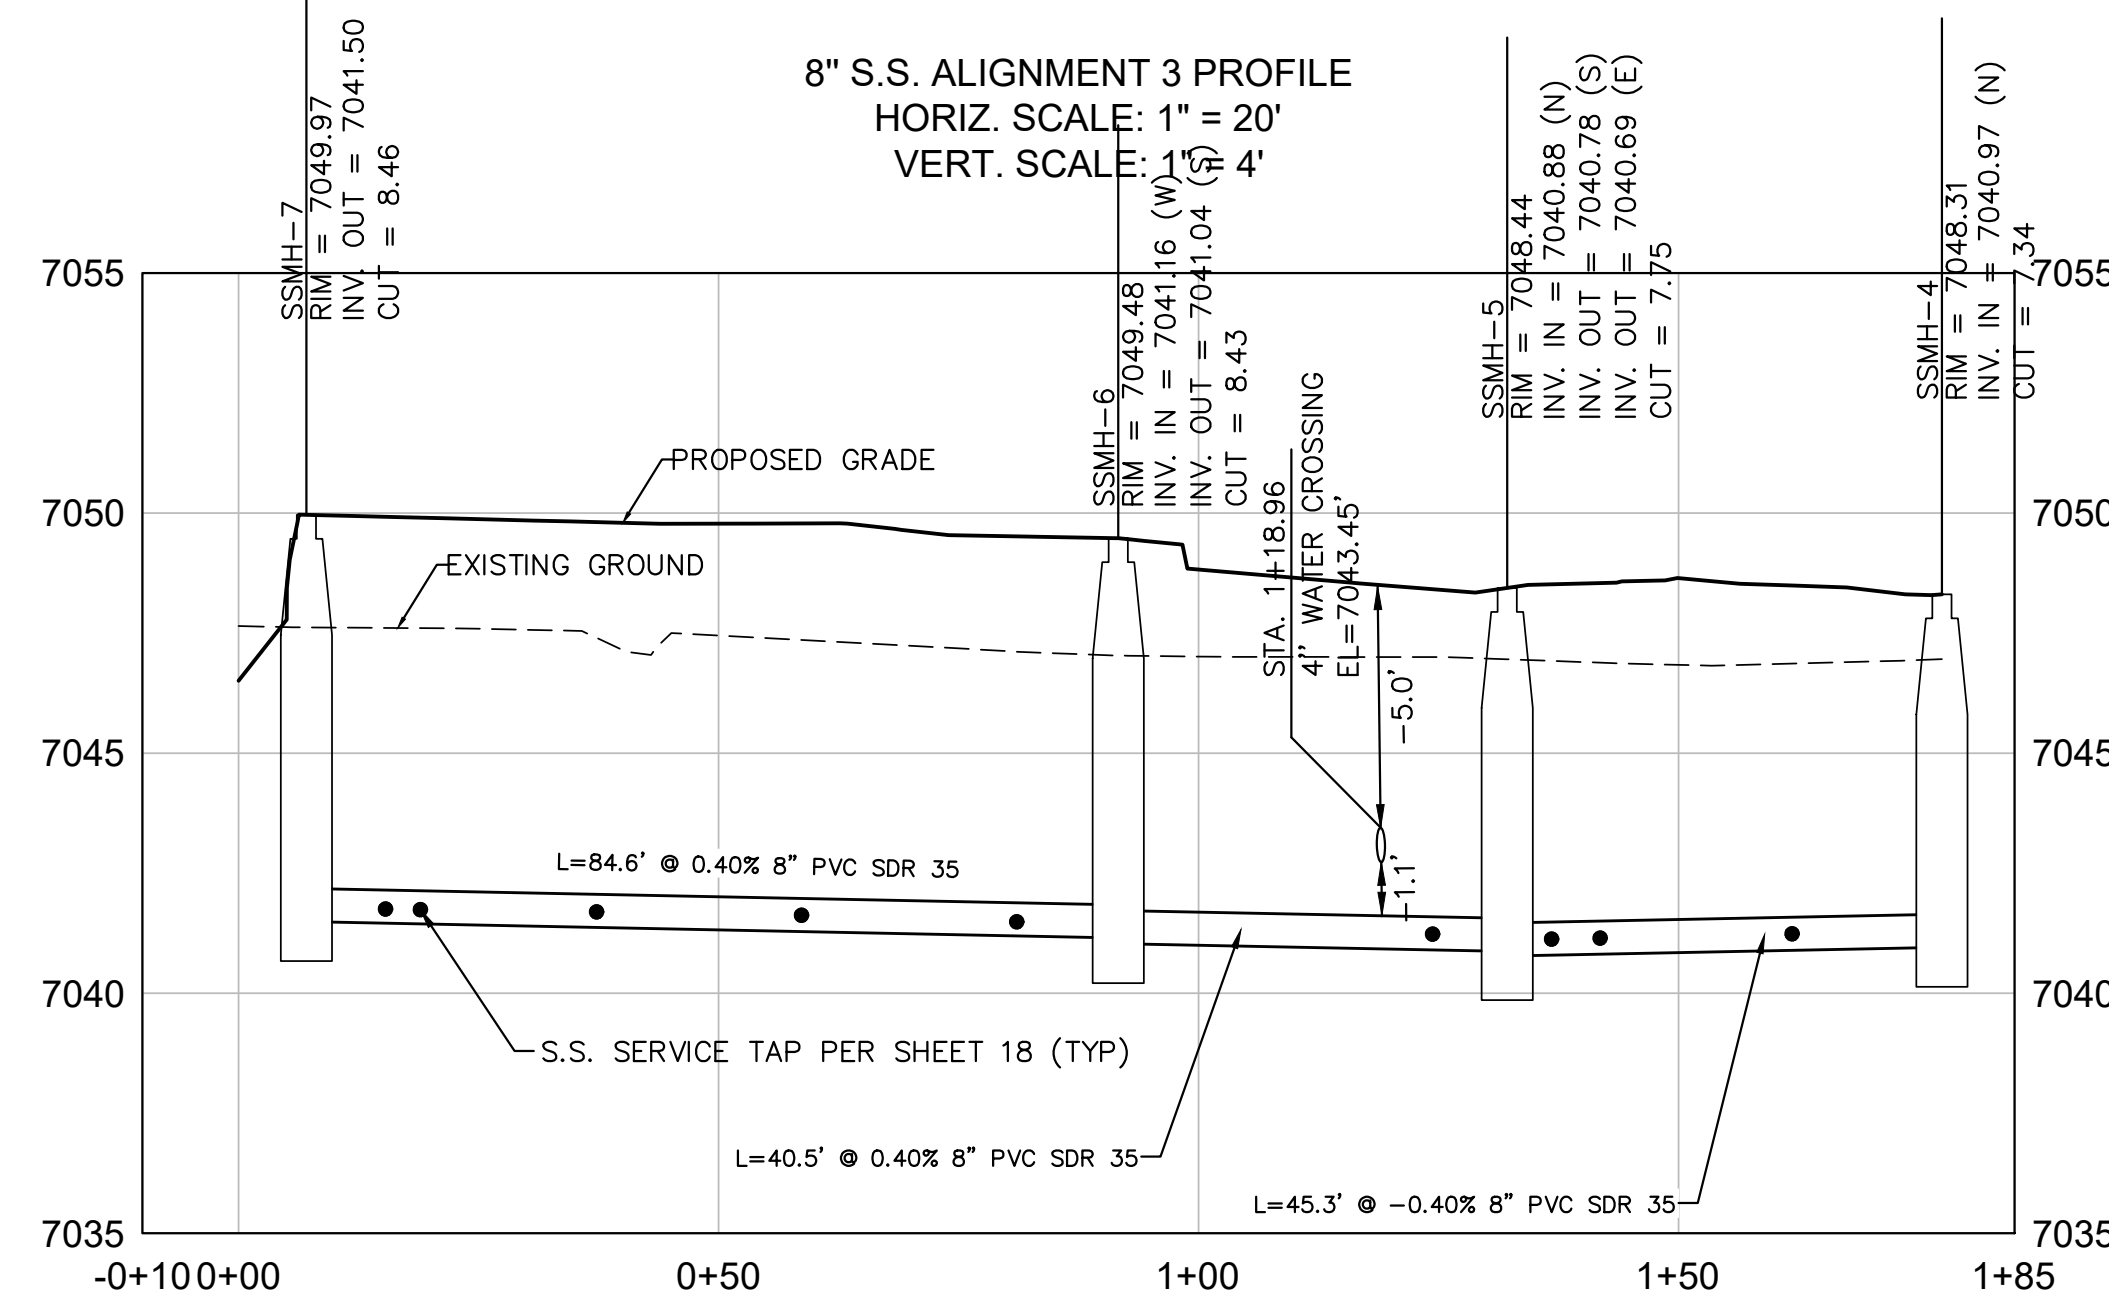 8" S.S. ALIGNMENT 3 PROFILE
HORIZ. SCALE: 1" = 20'
VERT. SCALE: 1" = 4'
SSMH-7
RIM = 7049.97
INV. OUT = 7041.50
CUT = 8.46
SSMH-6
RIM = 7049.48
INV. IN = 7041.16 (W)
INV. OUT = 7041.04 (S)
CUT = 8.43
SSMH-5
RIM = 7048.44
INV. IN = 7040.88 (N)
INV. OUT = 7040.78 (S)
INV. OUT = 7040.69 (E)
CUT = 7.75
SSMH-4
RIM = 7048.31
INV. IN = 7040.97 (N)
CUT = 7.34
7055
7055
PROPOSED GRADE
STA. 1+18.96
4" WATER CROSSING
EL=7043.45'
7050
7050
EXISTING GROUND
-5.0'
7045
7045
L=84.6' @ 0.40% 8" PVC SDR 35
-1.1'
7040
7040
S.S. SERVICE TAP PER SHEET 18 (TYP)
L=40.5' @ 0.40% 8" PVC SDR 35
L=45.3' @ -0.40% 8" PVC SDR 35
7035
7035
-0+10
0+00
0+50
1+00
1+50
1+85